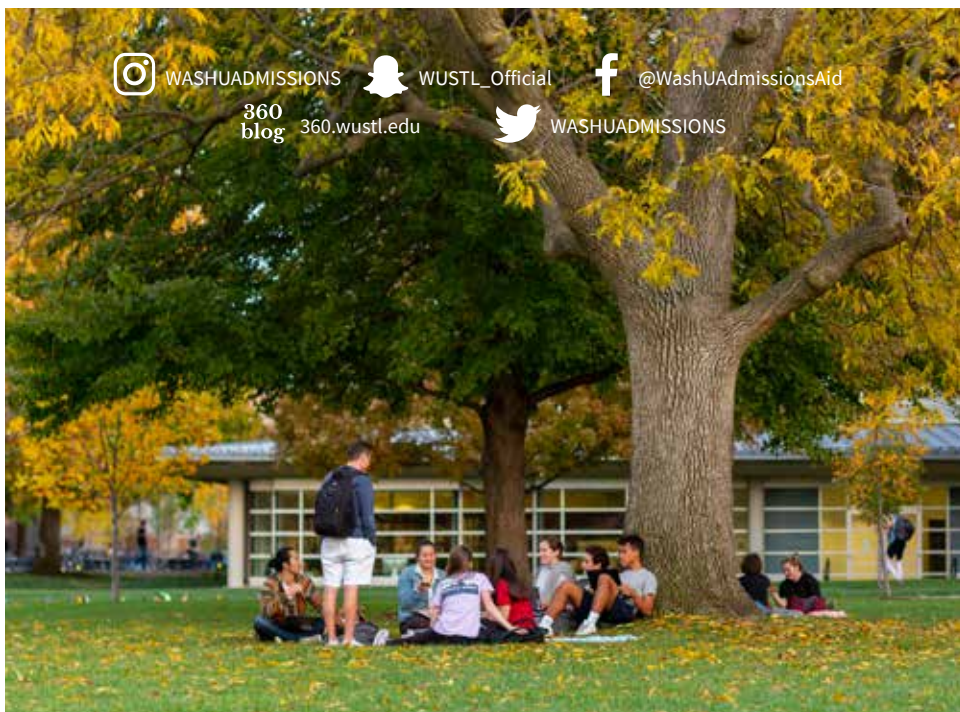 WASHUADMISSIONS WUSTL_Official @WashUAdmissionsAid
360
blog 360.wustl.edu WASHUADMISSIONS